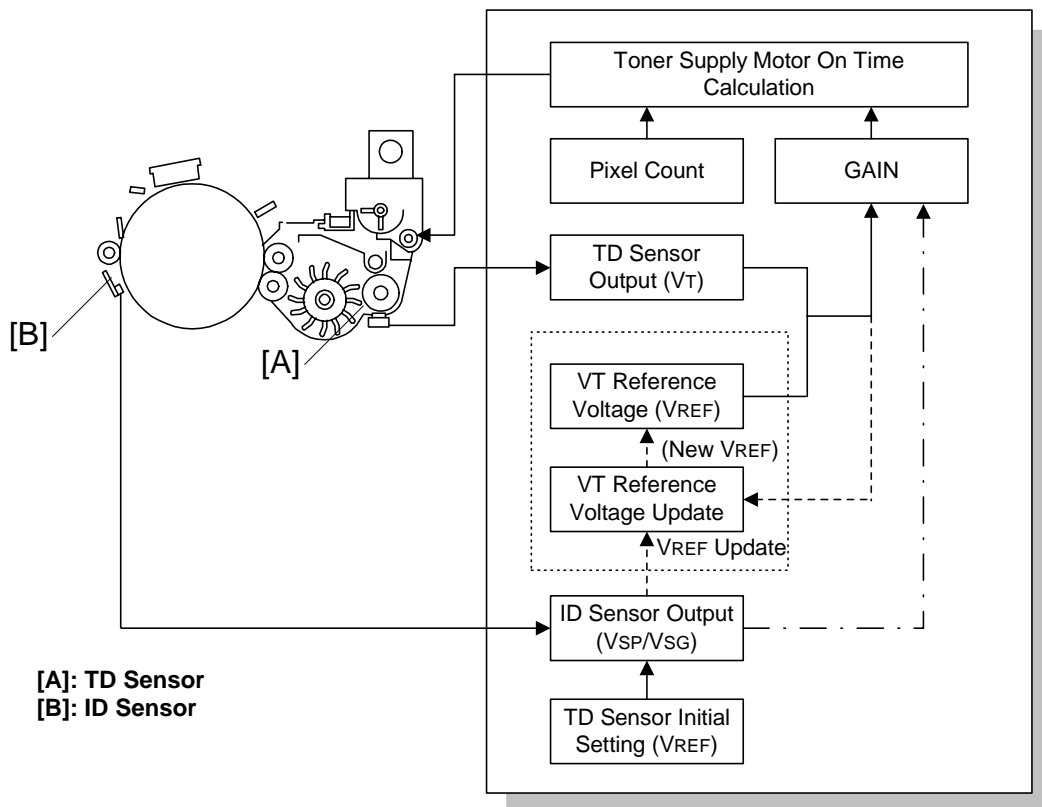 Toner Supply Motor On Time
Calculation
Pixel Count
GAIN
TD Sensor
Output (VT)
[B]
[A]
VT Reference
Voltage (VREF)
(New VREF)
VT Reference
Voltage Update
VREF Update
ID Sensor Output
(VSP/VSG)
[A]: TD Sensor
[B]: ID Sensor
TD Sensor Initial
Setting (VREF)